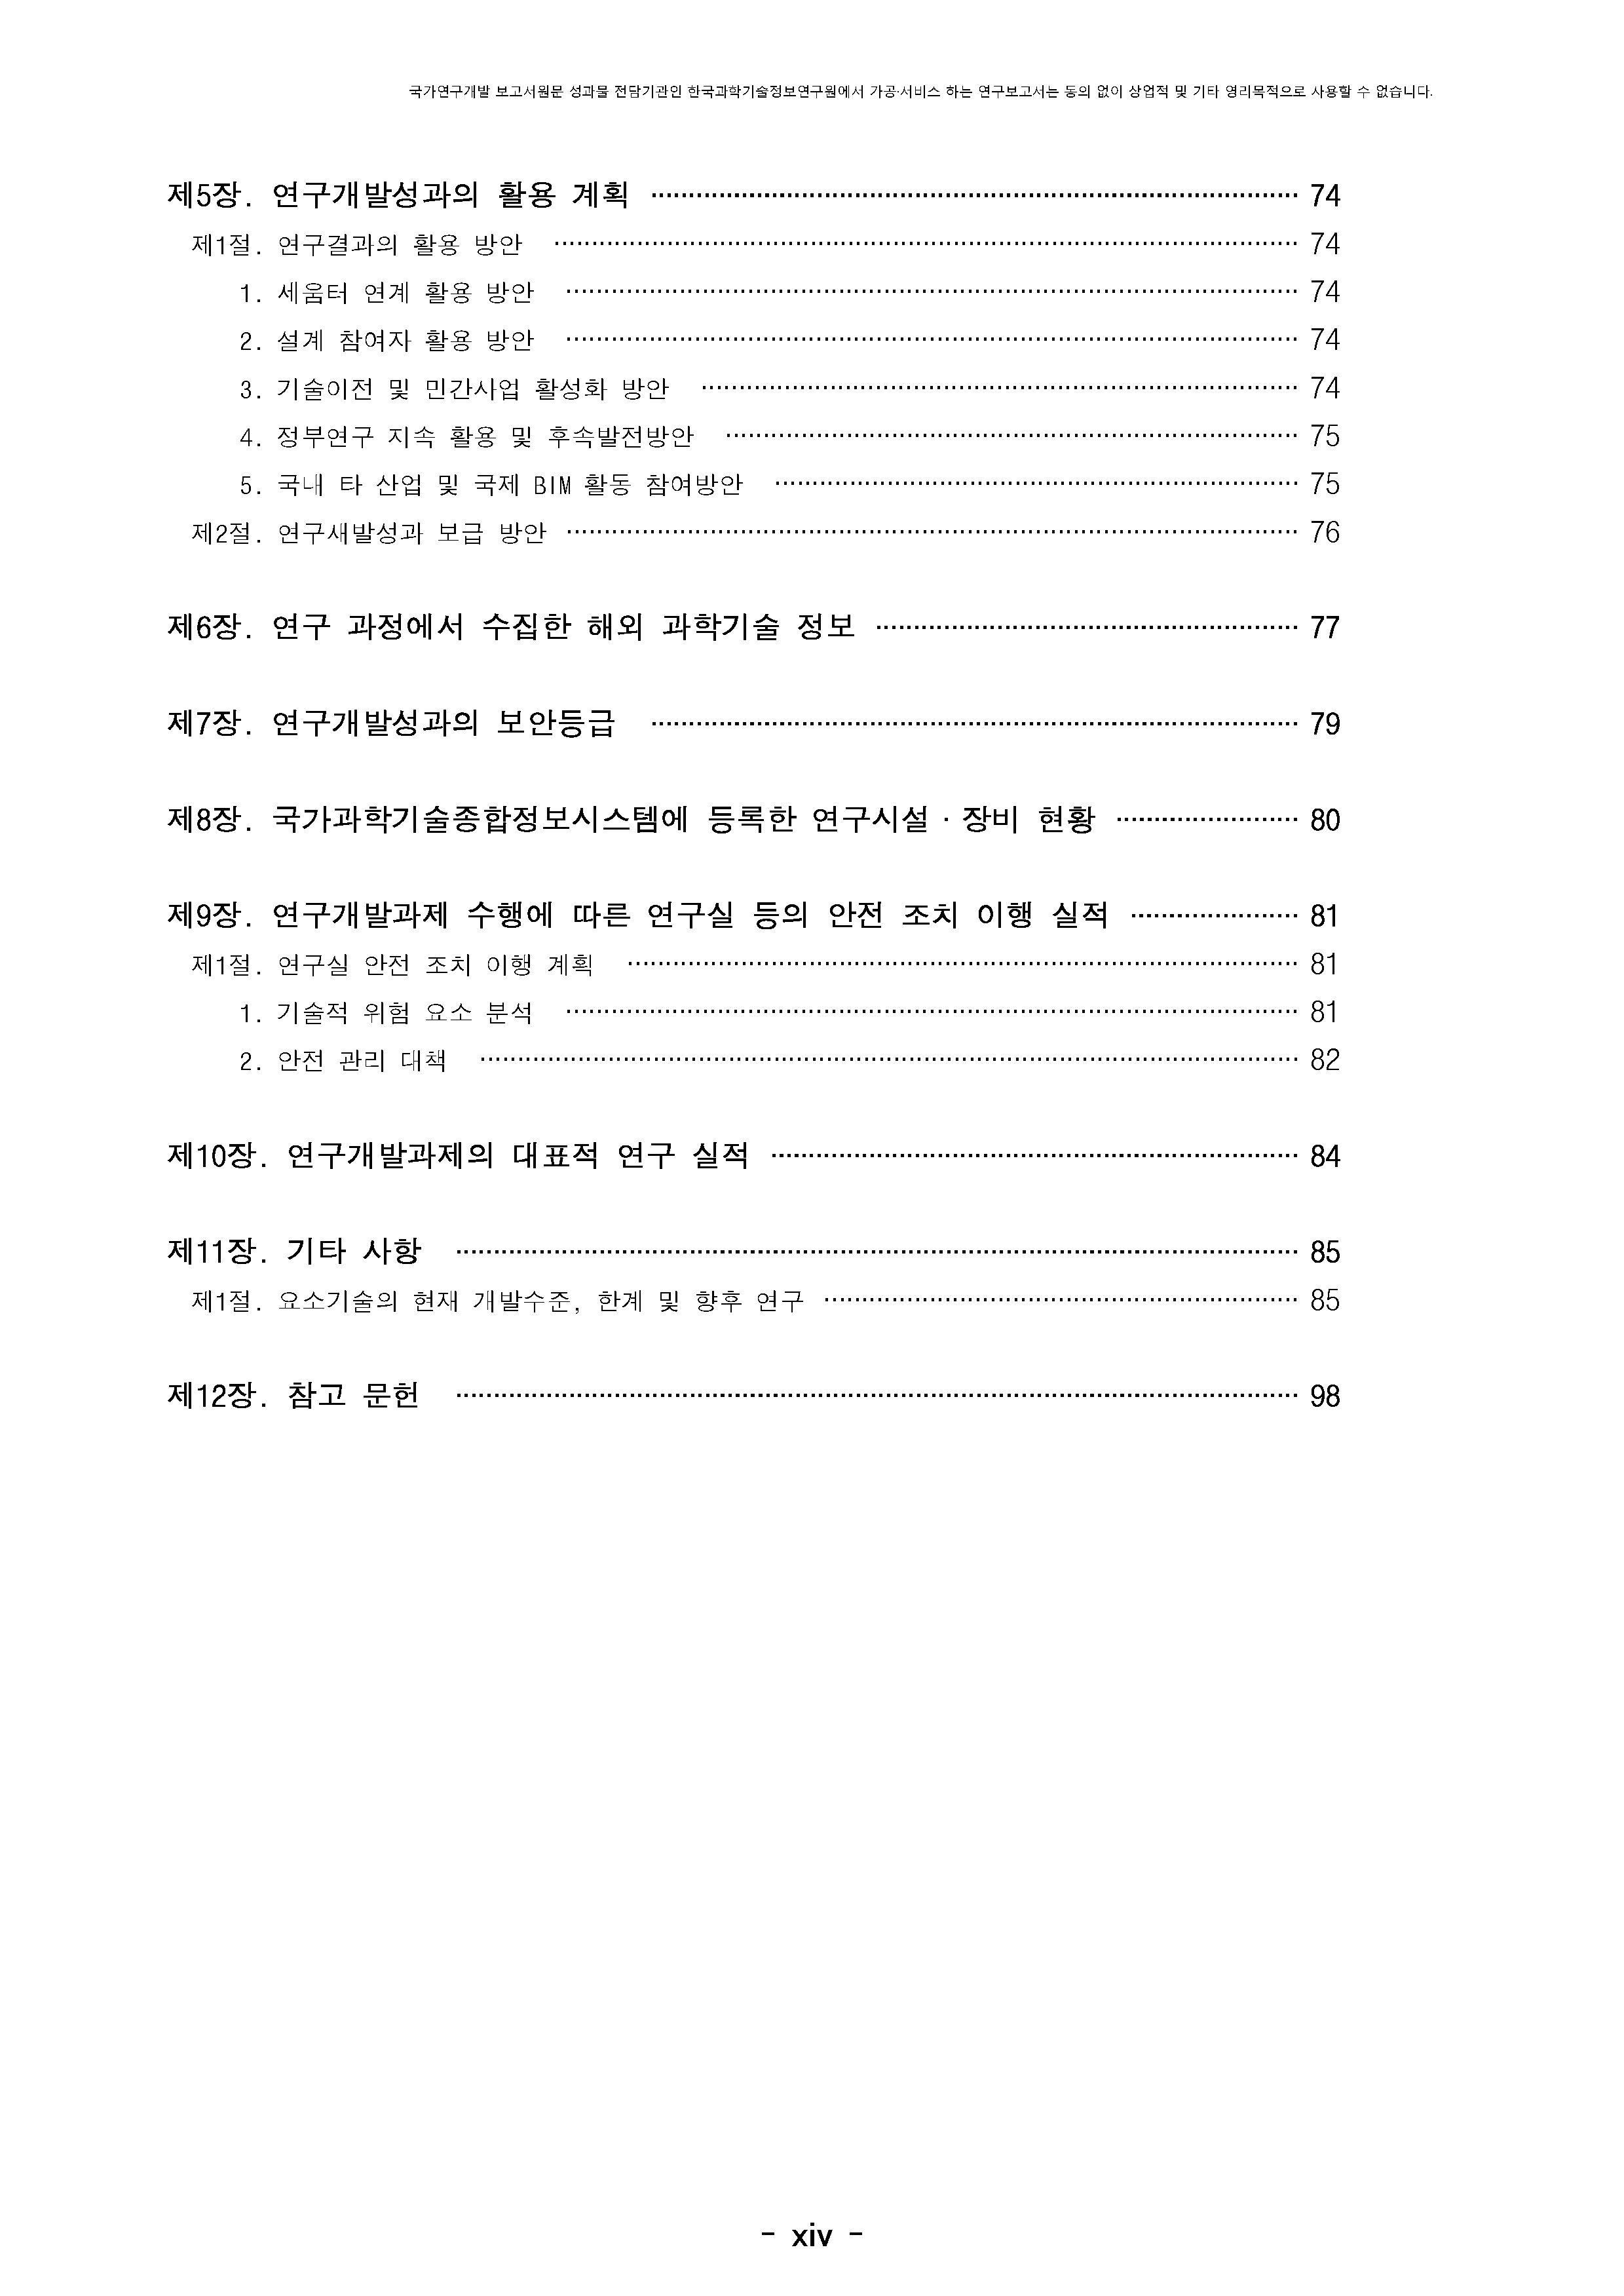 국가연구개발 보고서원문 성과물 전담기관인 한국과학기술정보연구원에서 가공·서비스 하는 연구보고서는 동의 없이 상업적 및 기타 영리목적으로 사용할 수 없습니다.
제5장. 연구개발성과의 활용 계획 ························ 74
제1절. 연구결과의 활용 방안 ························ 74
1. 세움터 연계 활용 방안 ························ 74
2. 설계 참여자 활용 방안 ························ 74
3. 기술이전 및 민간사업 활성화 방안 ························ 74
4. 정부연구 지속 활용 및 후속발전방안 ························ 75
5. 국내 타 산업 및 국제 BIM 활동 참여방안 ························ 75
제2절. 연구새발성과 보급 방안 ························ 76
제6장. 연구 과정에서 수집한 해외 과학기술 정보 ························ 77
제7장. 연구개발성과의 보안등급 ························ 79
제8장. 국가과학기술종합정보시스템에 등록한 연구시설·장비 현황 ························ 80
제9장. 연구개발과제 수행에 따른 연구실 등의 안전 조치 이행 실적 ························ 81
제1절. 연구실 안전 조치 이행 계획 ························ 81
1. 기술적 위험 요소 분석 ························ 81
2. 안전 관리 대책 ························ 82
제10장. 연구개발과제의 대표적 연구 실적 ························ 84
제11장. 기타 사항 ························ 85
제1절. 요소기술의 현재 개발수준, 한계 및 향후 연구 ························ 85
제12장. 참고 문헌 ························ 98
- xiv -